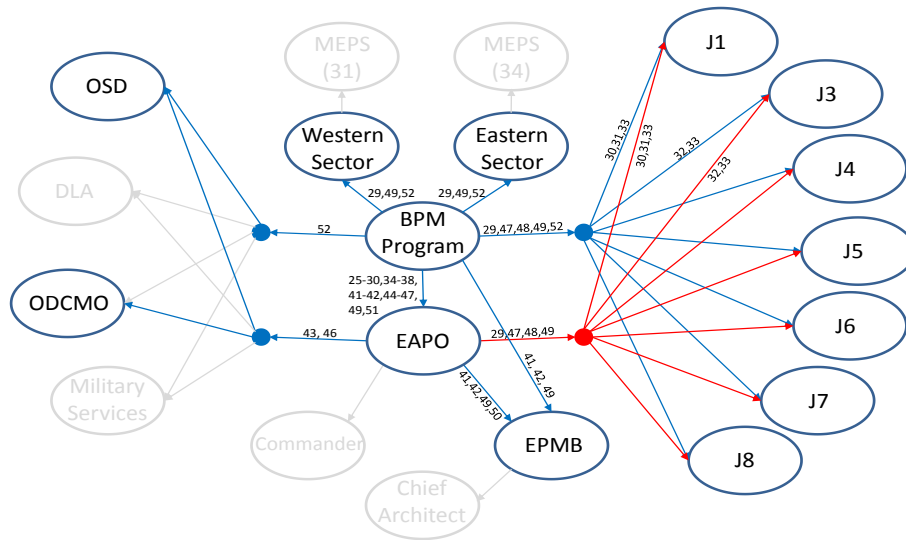 MEPS
(31)
MEPS
(34)
J1
OSD
J3
Western
Sector
Eastern
Sector
30,31,33
30,31,33
32,33
32,33
J4
DLA
29,49,52
29,49,52
BPM
Program
52
29,47,48,49,52
J5
25-30,34-38,
41-42,44-47,
49,51
ODCMO
J6
43, 46
EAPO
29,47,48,49
41, 42, 49
41,42,49,50
Military
Services
J7
Commander
EPMB
J8
Chief
Architect